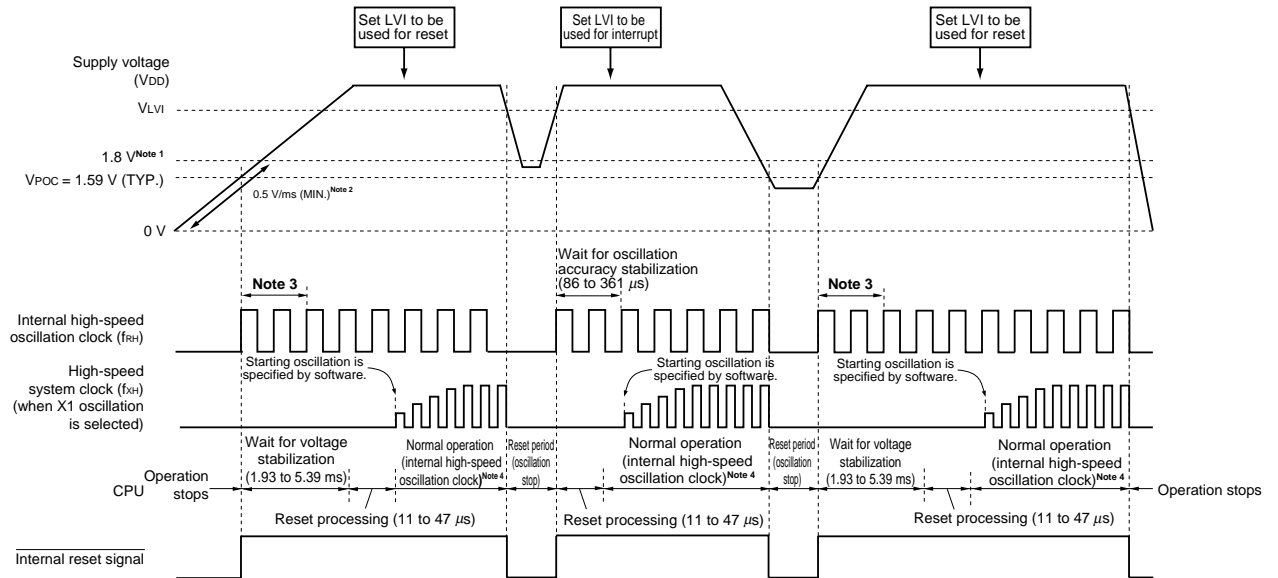 Set LVI to be
used for reset
Set LVI to be
used for interrupt
Set LVI to be
used for reset
Supply voltage
(VDD)
VLVI
1.8 V Note 1
VPOC = 1.59 V (TYP.)
0.5 V/ms (MIN.) Note 2
0 V
Wait for oscillation
accuracy stabilization
(86 to 361 μs)
Note 3
Note 3
Internal high-speed
oscillation clock (fRH)
Starting oscillation is
specified by software.
Starting oscillation is
specified by software.
Starting oscillation is
specified by software.
High-speed
system clock (fXH)
(when X1 oscillation
is selected)
Wait for voltage
stabilization
(1.93 to 5.39 ms)
Normal operation
(internal high-speed
oscillation clock) Note 4
Reset period
(oscillation
stop)
Normal operation
(internal high-speed
oscillation clock) Note 4
Reset period
(oscillation
stop)
Wait for voltage
stabilization
(1.93 to 5.39 ms)
Normal operation
(internal high-speed
oscillation clock) Note 4
CPU
Operation
stops
Operation stops
Reset processing (11 to 47 μs)
Reset processing (11 to 47 μs)
Reset processing (11 to 47 μs)
Internal reset signal